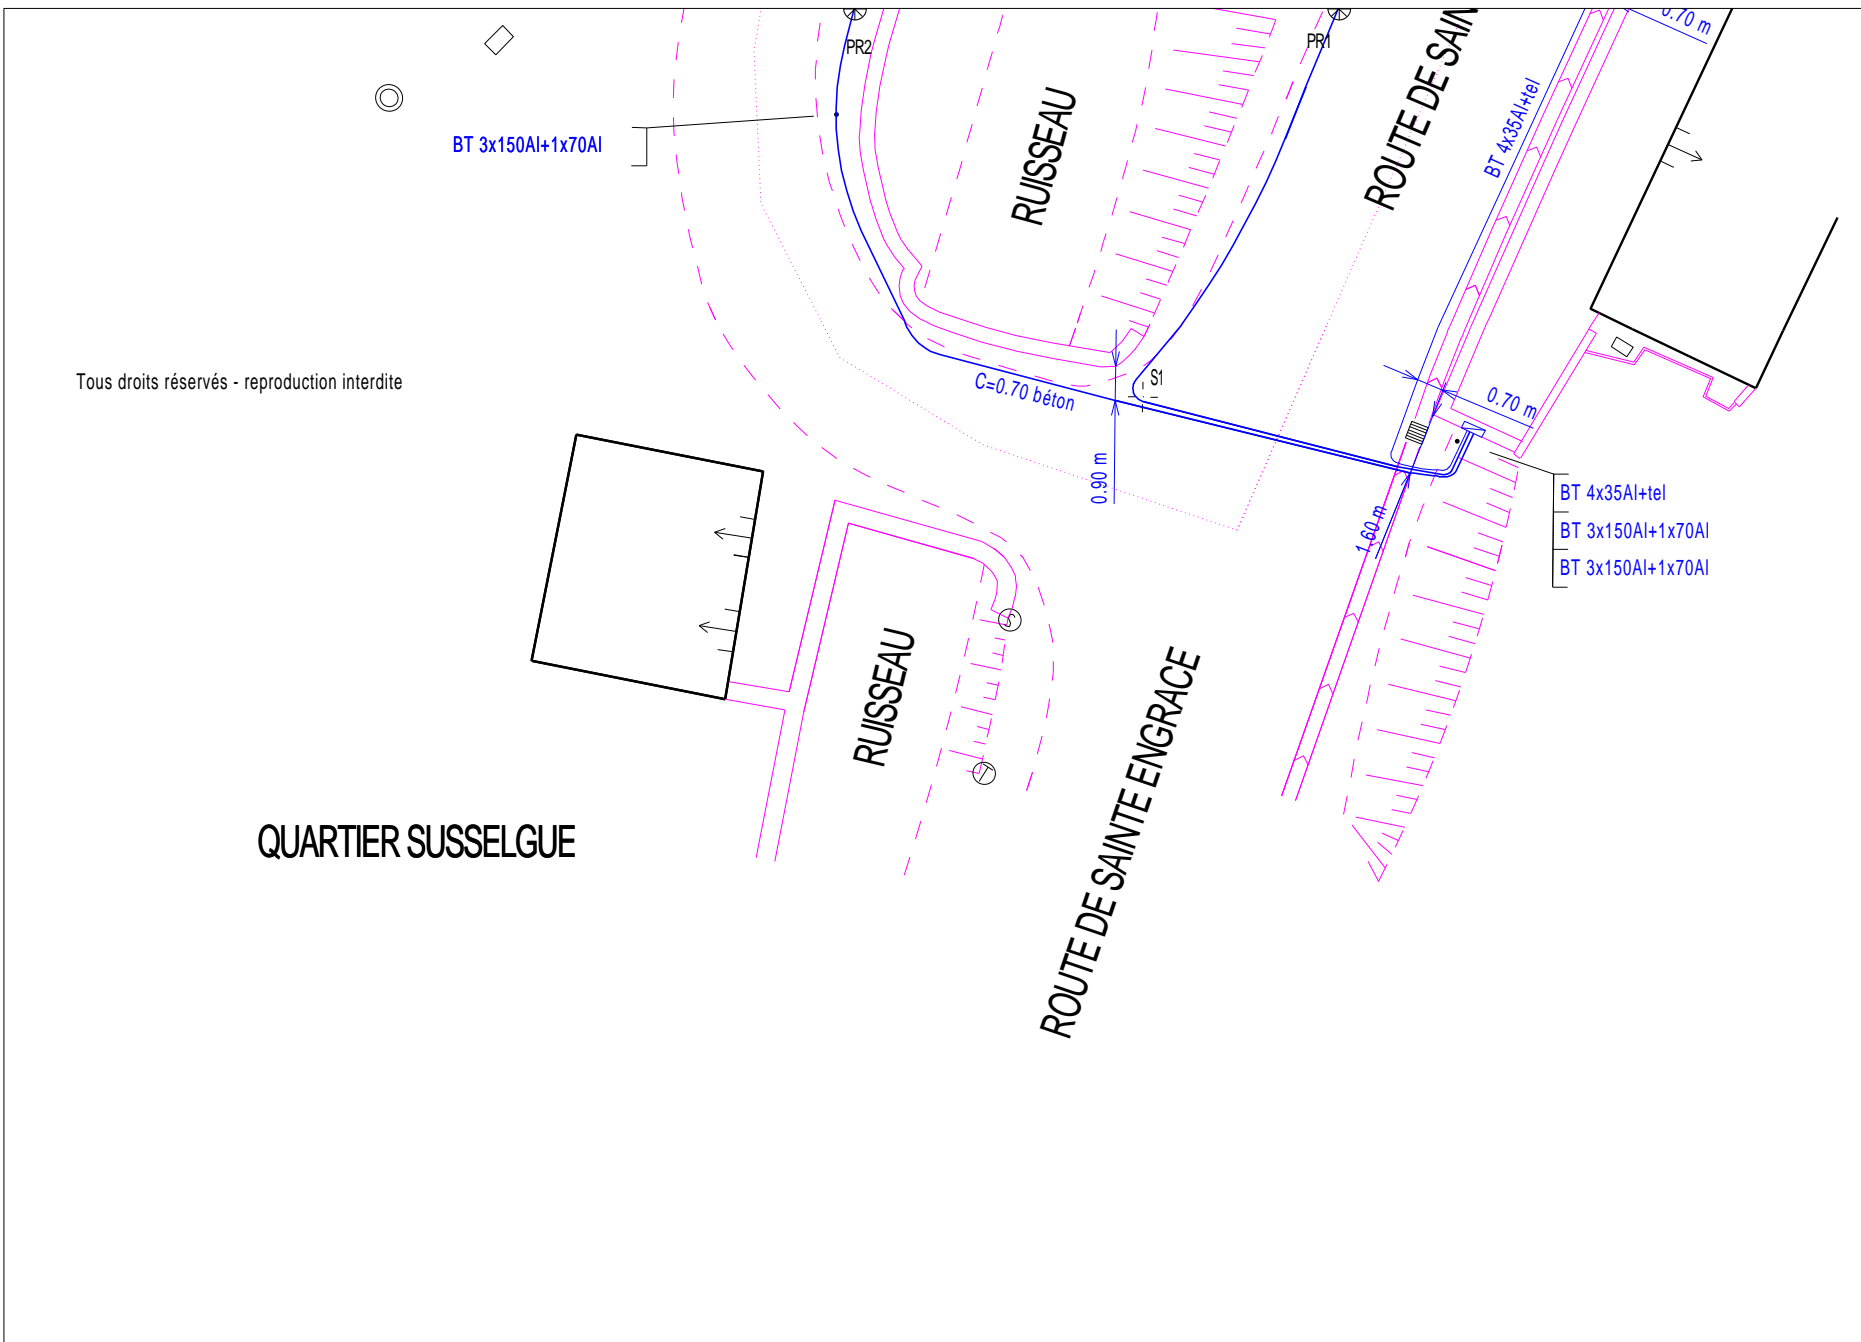 PR2
PR1
0.70 m
ROUTE DE SAIN
BT 4x35Al+tel
BT 3x150Al+1x70Al
RUISSEAU
Tous droits réservés - reproduction interdite
C=0.70 béton
S1
0.70 m
0.90 m
1.60 m
BT 4x35Al+tel
BT 3x150Al+1x70Al
BT 3x150Al+1x70Al
S
RUISSEAU
T
QUARTIER SUSSELGUE
ROUTE DE SAINTE ENGRACE